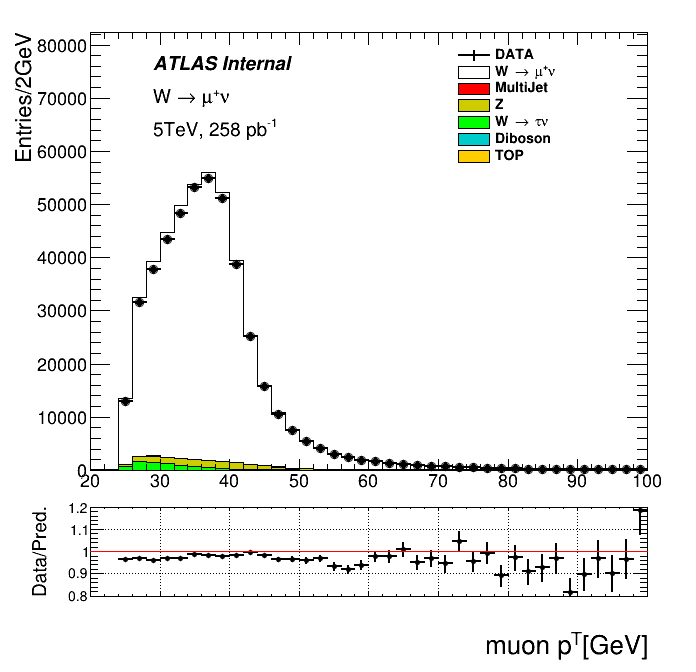 Entries/2GeV
80000
70000
60000
50000
40000
30000
20000
10000
0
ATLAS Internal
W → μ⁺ν
5TeV, 258 pb⁻¹
DATA
W → μ⁺ν
MultiJet
Z
W → τν
Diboson
TOP
20 30 40 50 60 70 80 90 100
Data/Pred.
1.2
1.1
1
0.9
0.8
muon pᵀ[GeV]